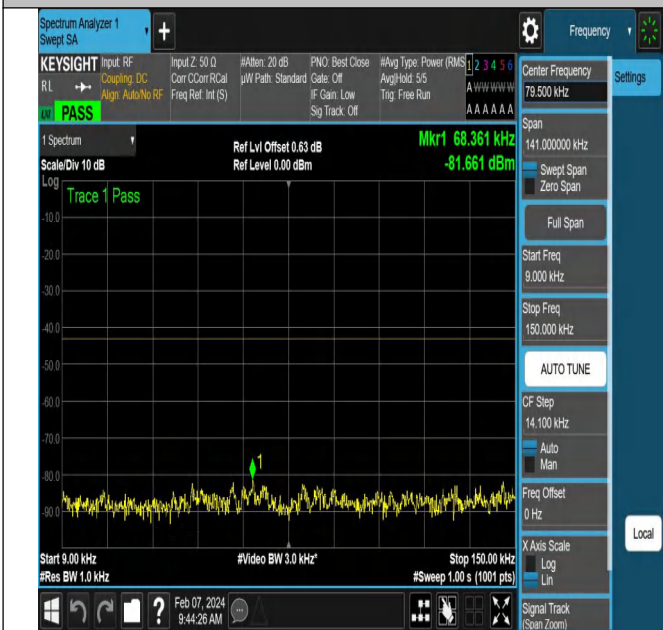 Spectrum Analyzer 1
Swept SA
+
Frequency
KEYSIGHT
RL
LXI
PASS
Input: RF
Coupling: DC
Align: Auto/No RF
Input Z: 50 Ω
Corr CCorr RCal
Freq Ref: Int (S)
#Atten: 20 dB
µW Path: Standard
PNO: Best Close
Gate: Off
IF Gain: Low
Sig Track: Off
#Avg Type: Power (RMS
Avg|Hold: 5/5
Trig: Free Run
1 2 3 4 5 6
A W W W W W
A A A A A A
1 Spectrum
Scale/Div 10 dB
Log
Ref Lvl Offset 0.63 dB
Ref Level 0.00 dBm
Mkr1 68.361 kHz
-81.661 dBm
Trace 1 Pass
-10.0
-20.0
-30.0
-40.0
-50.0
-60.0
-70.0
-80.0
-90.0
1
Start 9.00 kHz
#Res BW 1.0 kHz
#Video BW 3.0 kHz*
Stop 150.00 kHz
#Sweep 1.00 s (1001 pts)
?
Feb 07, 2024
9:44:26 AM
Center Frequency
79.500 kHz
Settings
Span
141.000000 kHz
Swept Span
Zero Span
Full Span
Start Freq
9.000 kHz
Stop Freq
150.000 kHz
AUTO TUNE
CF Step
14.100 kHz
Auto
Man
Freq Offset
0 Hz
Local
X Axis Scale
Log
Lin
Signal Track
(Span Zoom)